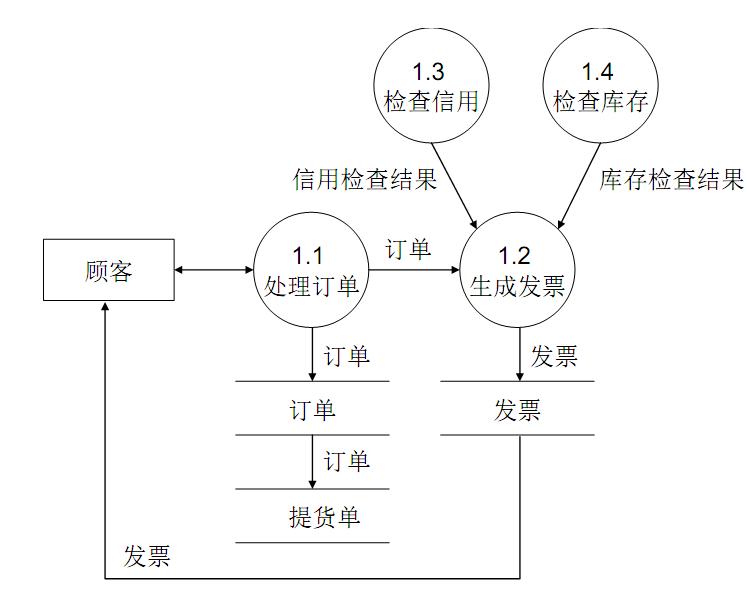 1.3
检查信用
1.4
检查库存
信用检查结果
库存检查结果
顾客
1.1
处理订单
订单
1.2
生成发票
订单
发票
订单
发票
订单
提货单
发票